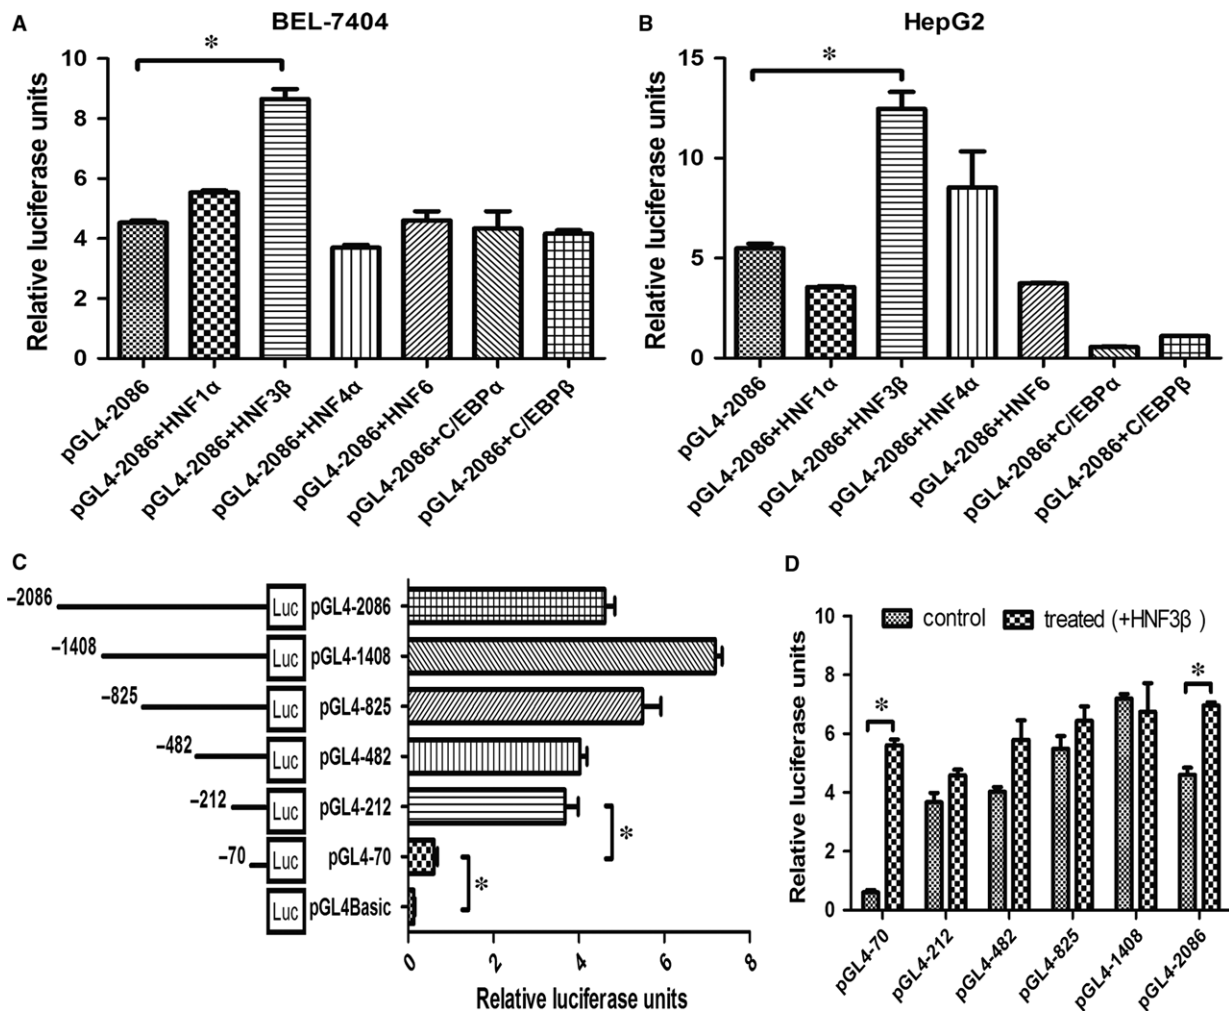 A
BEL-7404
*
Relative luciferase units
10
8
6
4
2
0
pGL4-2086
pGL4-2086+HNF1α
pGL4-2086+HNF3β
pGL4-2086+HNF4α
pGL4-2086+HNF6
pGL4-2086+C/EBPα
pGL4-2086+C/EBPβ
B
HepG2
*
Relative luciferase units
15
10
5
0
pGL4-2086
pGL4-2086+HNF1α
pGL4-2086+HNF3β
pGL4-2086+HNF4α
pGL4-2086+HNF6
pGL4-2086+C/EBPα
pGL4-2086+C/EBPβ
C
−2086 Luc pGL4-2086
−1408 Luc pGL4-1408
−825 Luc pGL4-825
−482 Luc pGL4-482
−212 Luc pGL4-212
*
−70 Luc pGL4-70
*
Luc pGL4Basic
0 2 4 6 8
Relative luciferase units
D
control treated (+HNF3β)
* *
Relative luciferase units
10
8
6
4
2
0
pGL4-70
pGL4-212
pGL4-482
pGL4-825
pGL4-1408
pGL4-2086